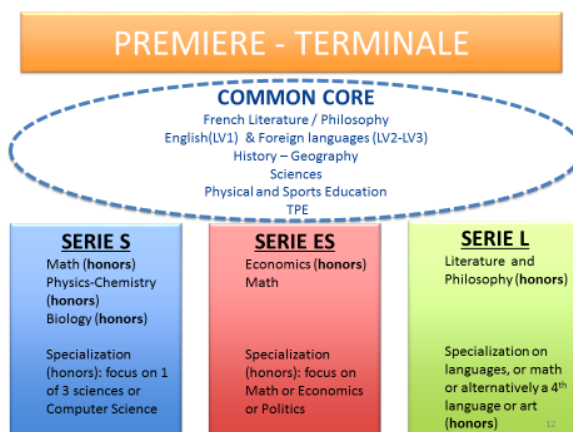 PREMIERE - TERMINALE
COMMON CORE
French Literature / Philosophy
English(LV1) & Foreign languages (LV2-LV3)
History – Geography
Sciences
Physical and Sports Education
TPE
SERIE S
Math (honors)
Physics-Chemistry
(honors)
Biology (honors)
Specialization
(honors): focus on 1
of 3 sciences or
Computer Science
SERIE ES
Economics (honors)
Math
Specialization
(honors): focus on
Math or Economics
or Politics
SERIE L
Literature and
Philosophy (honors)
Specialization on
languages, or math
or alternatively a 4th
language or art
(honors)
12